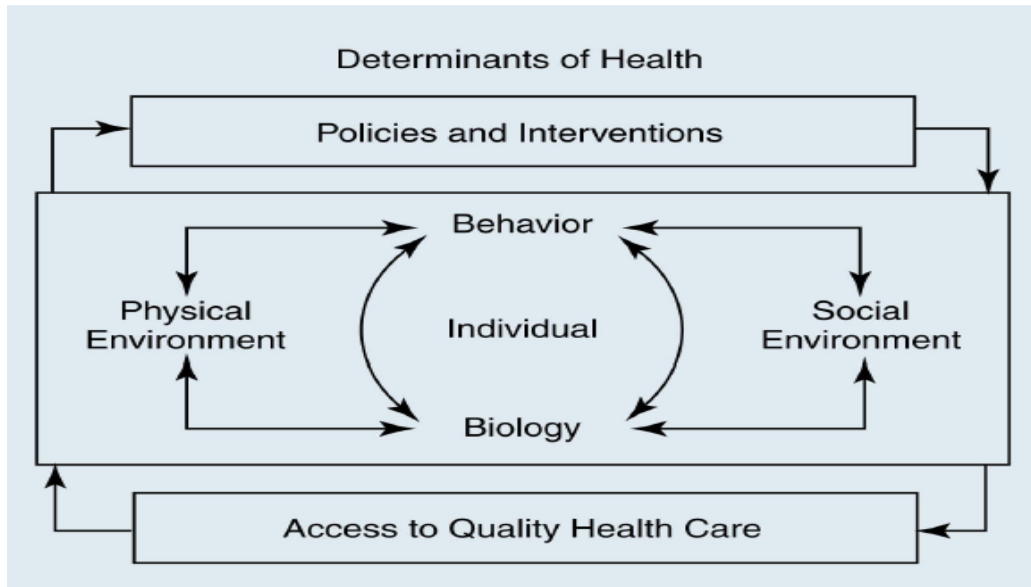 Determinants of Health
Policies and Interventions
Behavior
Physical
Environment
Individual
Social
Environment
Biology
Access to Quality Health Care